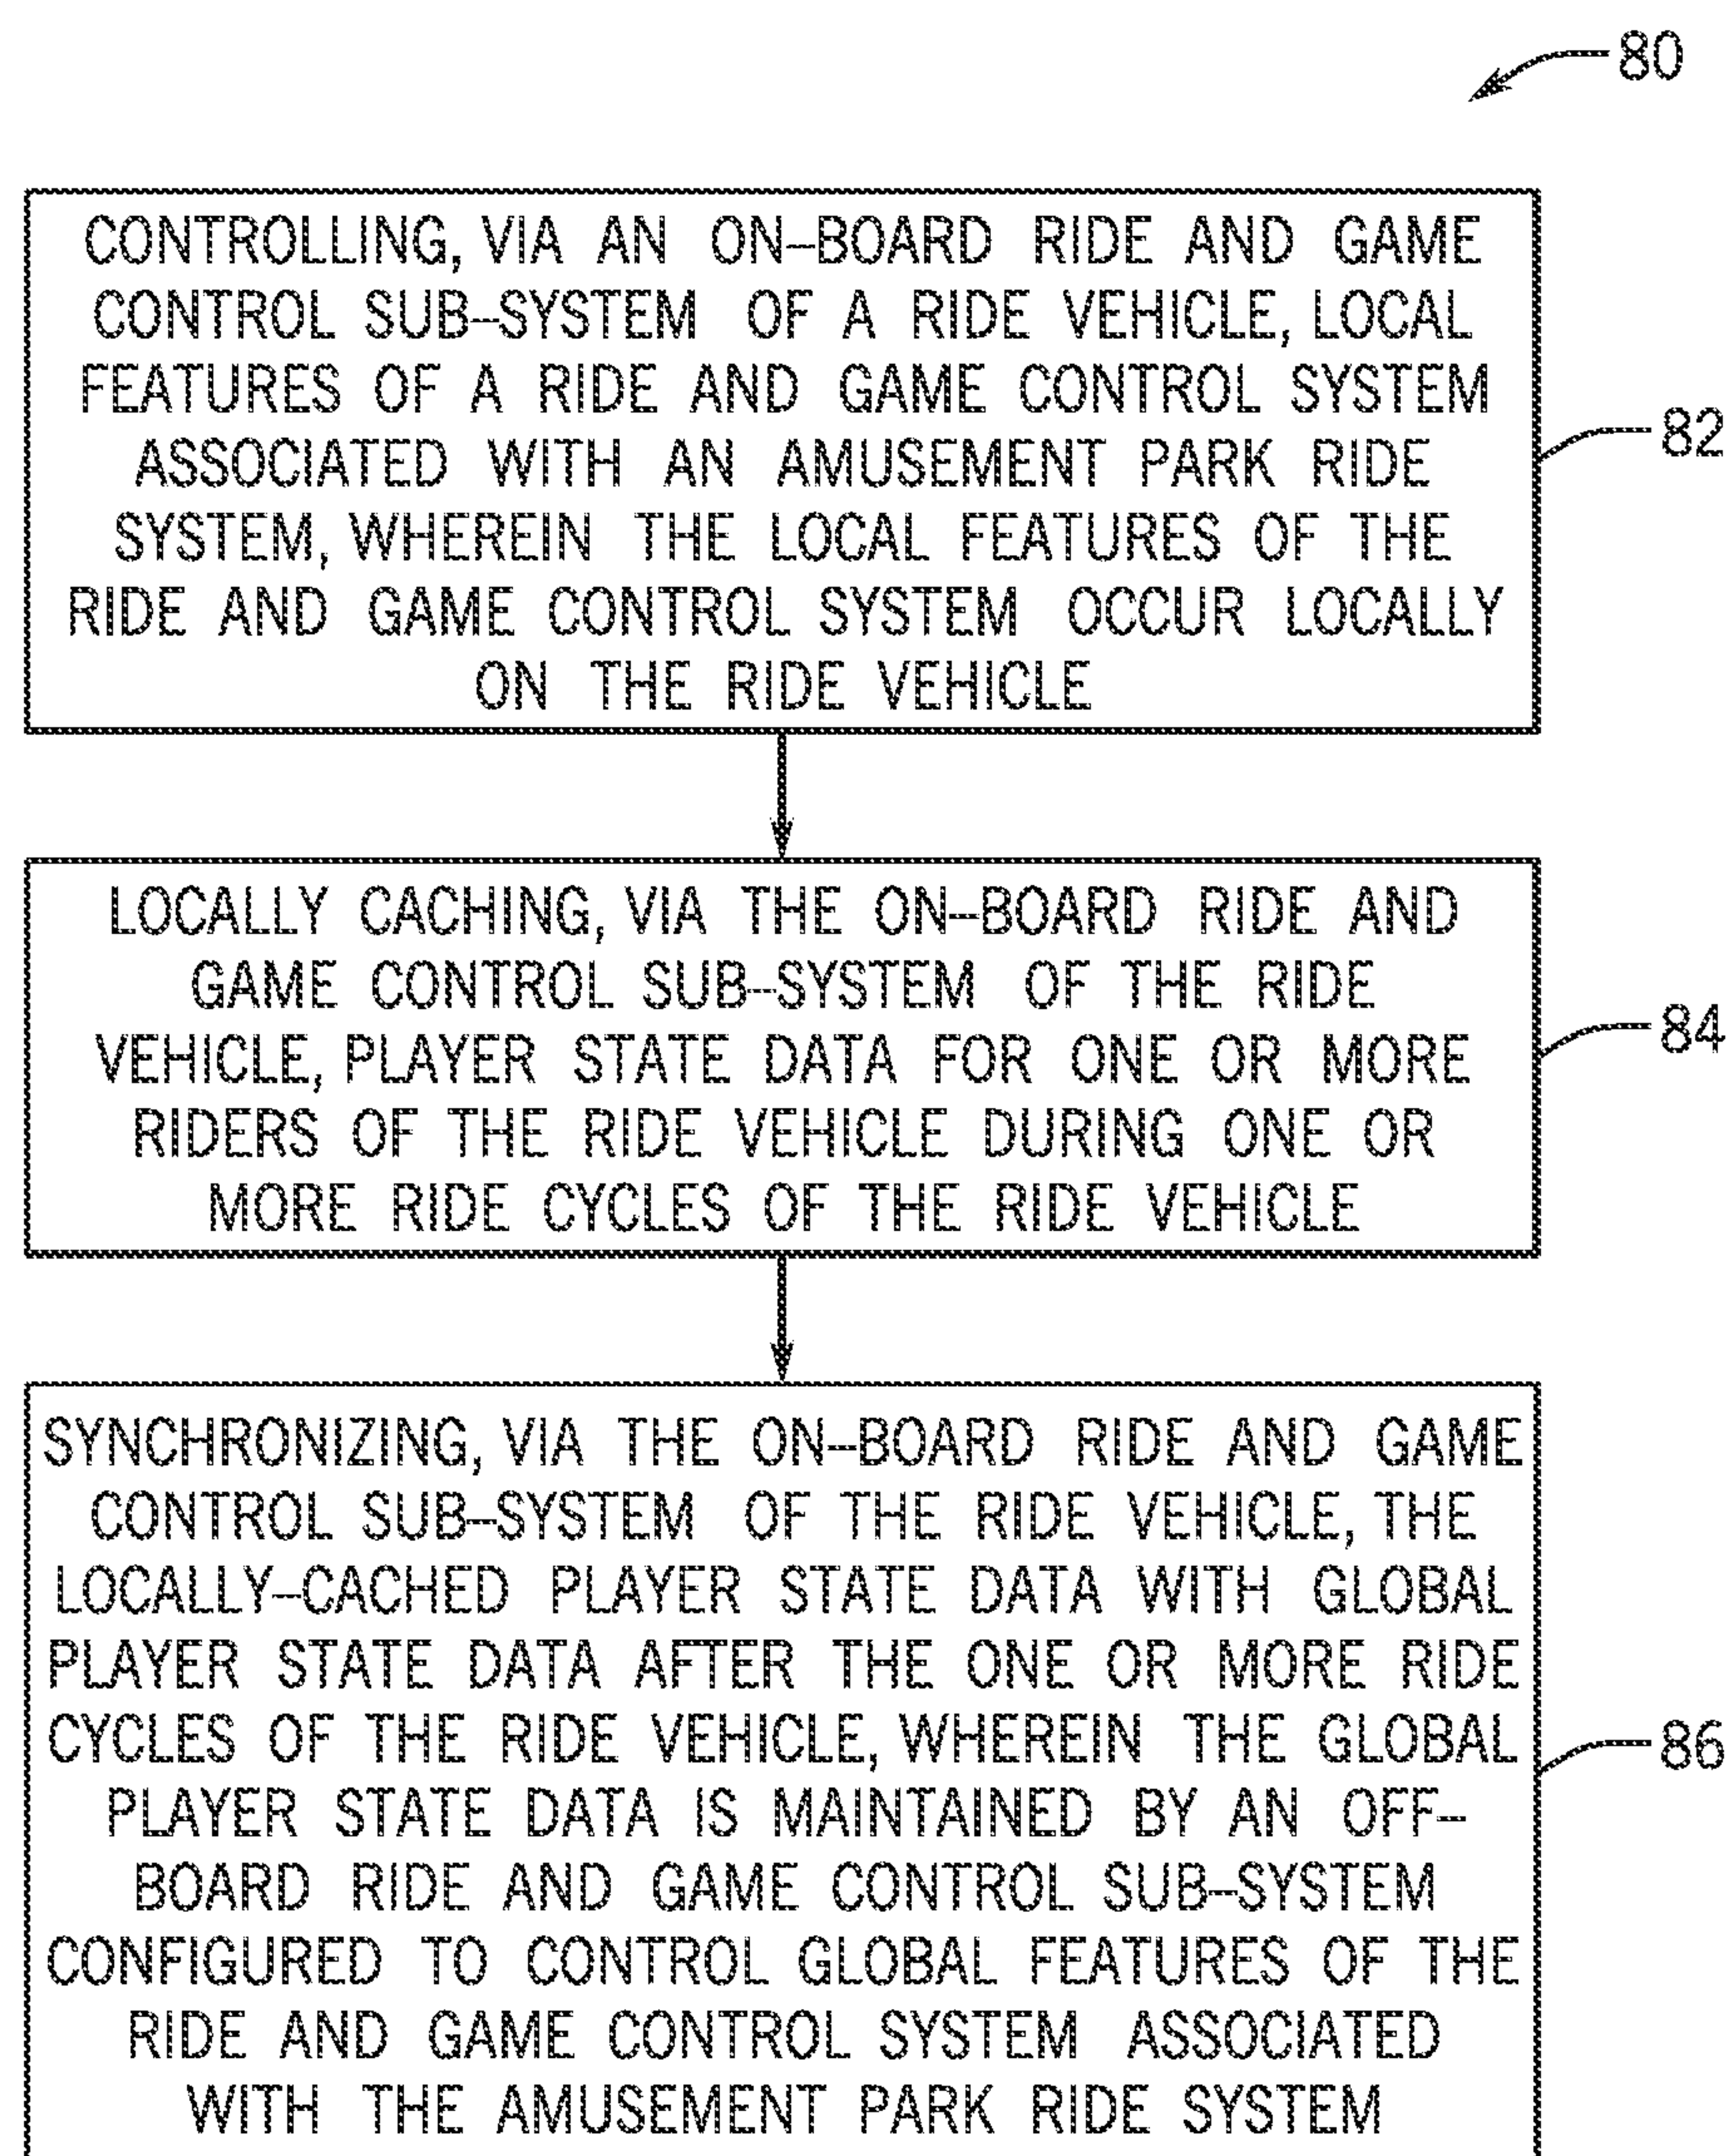 80
CONTROLLING, VIA AN ON-BOARD RIDE AND GAME
CONTROL SUB-SYSTEM OF A RIDE VEHICLE, LOCAL
FEATURES OF A RIDE AND GAME CONTROL SYSTEM
ASSOCIATED WITH AN AMUSEMENT PARK RIDE
SYSTEM, WHEREIN THE LOCAL FEATURES OF THE
RIDE AND GAME CONTROL SYSTEM OCCUR LOCALLY
ON THE RIDE VEHICLE
82
LOCALLY CACHING, VIA THE ON-BOARD RIDE AND
GAME CONTROL SUB-SYSTEM OF THE RIDE
VEHICLE, PLAYER STATE DATA FOR ONE OR MORE
RIDERS OF THE RIDE VEHICLE DURING ONE OR
MORE RIDE CYCLES OF THE RIDE VEHICLE
84
SYNCHRONIZING, VIA THE ON-BOARD RIDE AND GAME
CONTROL SUB-SYSTEM OF THE RIDE VEHICLE, THE
LOCALLY-CACHED PLAYER STATE DATA WITH GLOBAL
PLAYER STATE DATA AFTER THE ONE OR MORE RIDE
CYCLES OF THE RIDE VEHICLE, WHEREIN THE GLOBAL
PLAYER STATE DATA IS MAINTAINED BY AN OFF-
BOARD RIDE AND GAME CONTROL SUB-SYSTEM
CONFIGURED TO CONTROL GLOBAL FEATURES OF THE
RIDE AND GAME CONTROL SYSTEM ASSOCIATED
WITH THE AMUSEMENT PARK RIDE SYSTEM
86